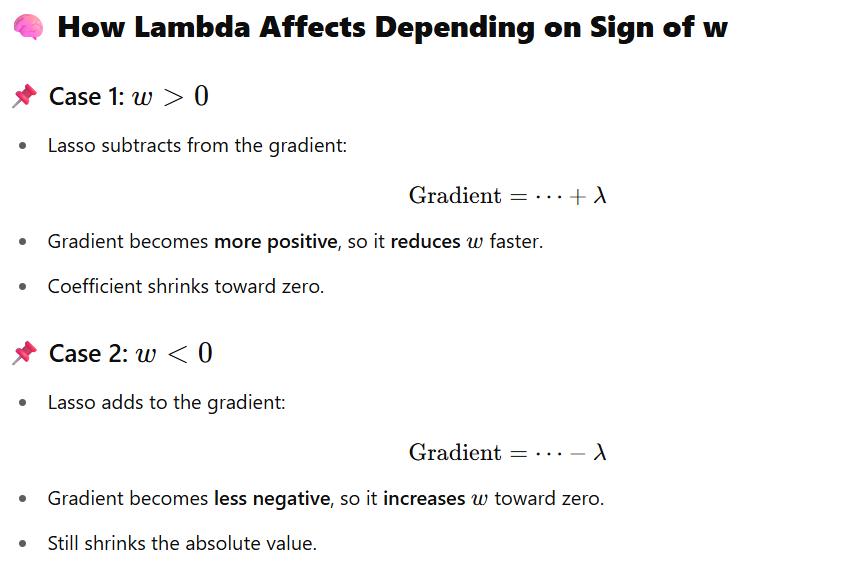 🧠 How Lambda Affects Depending on Sign of w
📌 Case 1: w > 0
• Lasso subtracts from the gradient:
Gradient = ⋯ + λ
• Gradient becomes more positive, so it reduces w faster.
• Coefficient shrinks toward zero.
📌 Case 2: w < 0
• Lasso adds to the gradient:
Gradient = ⋯ − λ
• Gradient becomes less negative, so it increases w toward zero.
• Still shrinks the absolute value.